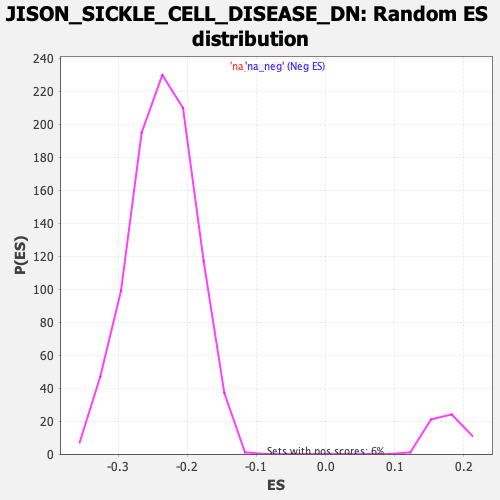 JISON_SICKLE_CELL_DISEASE_DN: Random ES
distribution
'na 'na_neg' (Neg ES)
240
220
200
180
160
140
120
100
80
60
40
20
0
P(ES)
Sets with pos scores: 6%
-0.3 -0.2 -0.1 0.0 0.1 0.2
ES